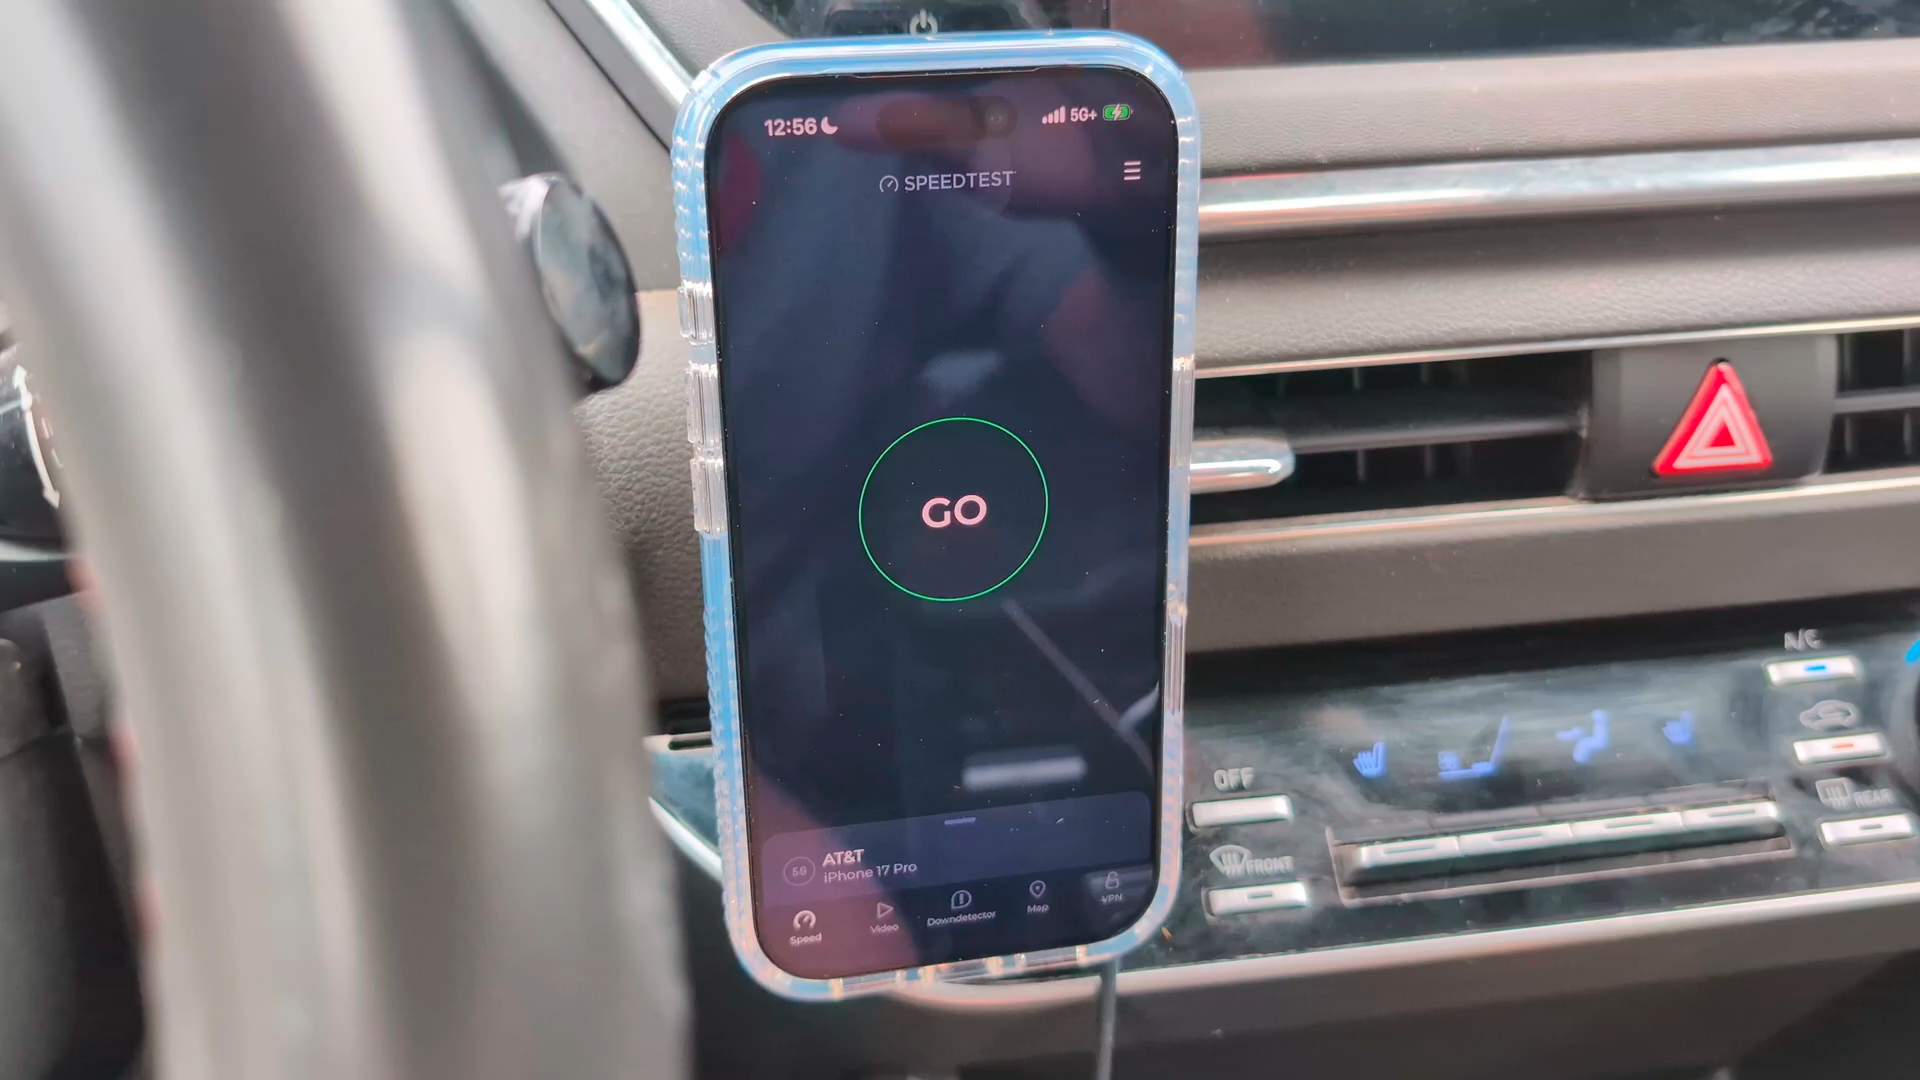 12:56
5G+
SPEEDTEST
GO
5G
AT&T
iPhone 17 Pro
Speed
Video
Downdetector
Map
VPN
A/C
OFF
REAR
FRONT